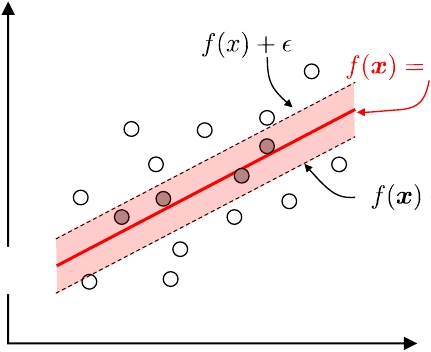 f(x) + ϵ
f(x) =
f(x)